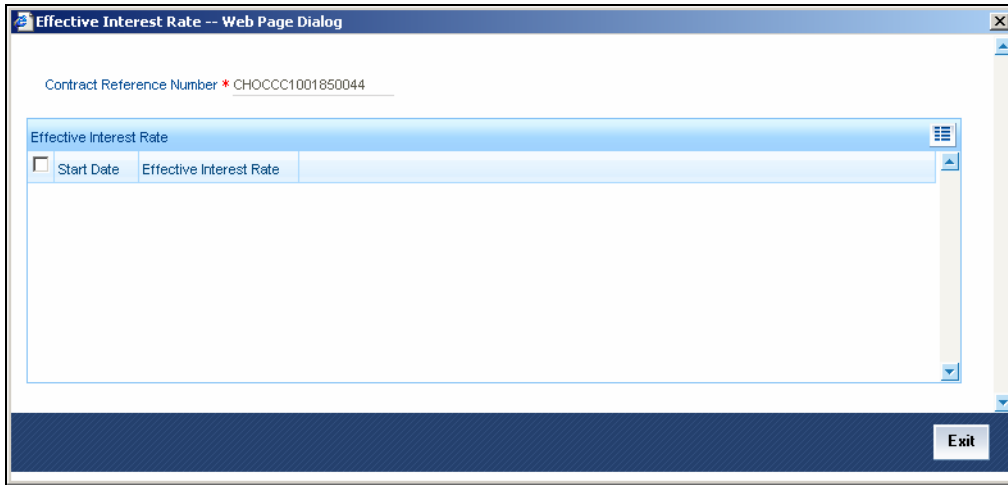 Effective Interest Rate -- Web Page Dialog
Contract Reference Number * CHOCCC1001850044
Effective Interest Rate
Start Date Effective Interest Rate
Exit